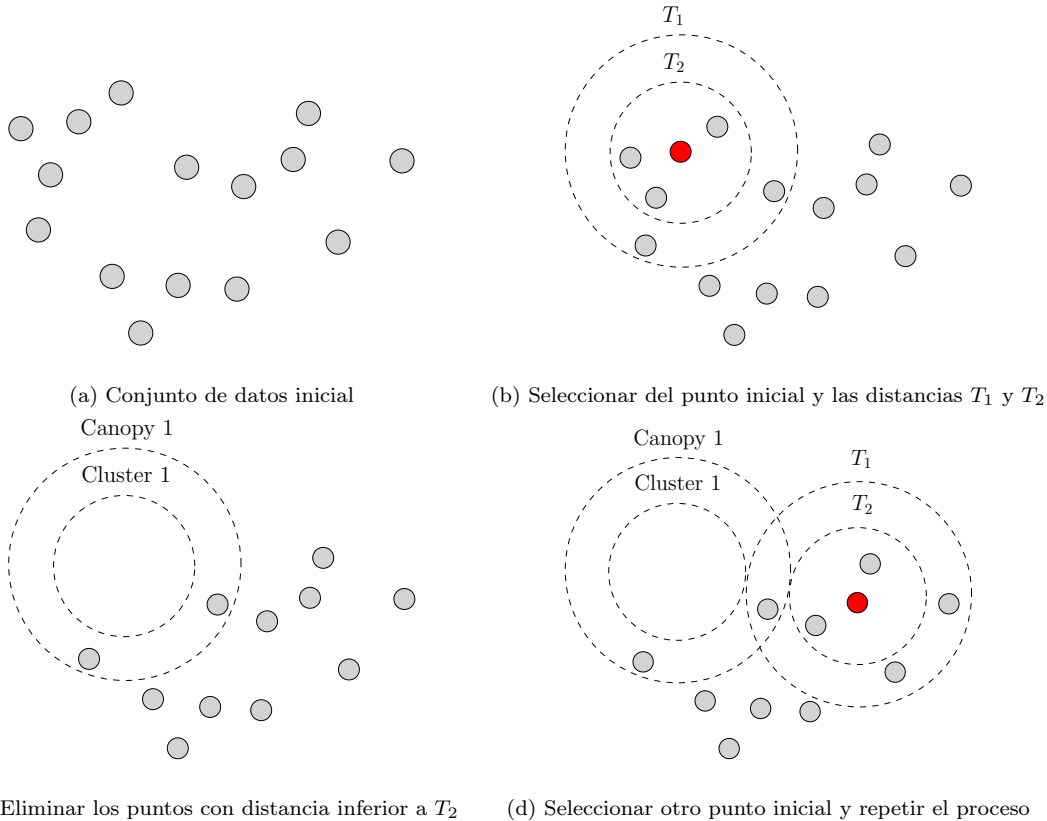 T₁
T₂
(a) Conjunto de datos inicial
(b) Seleccionar del punto inicial y las distancias T₁ y T₂
Canopy 1
Cluster 1
Canopy 1
Cluster 1
T₁
T₂
Eliminar los puntos con distancia inferior a T₂
(d) Seleccionar otro punto inicial y repetir el proceso